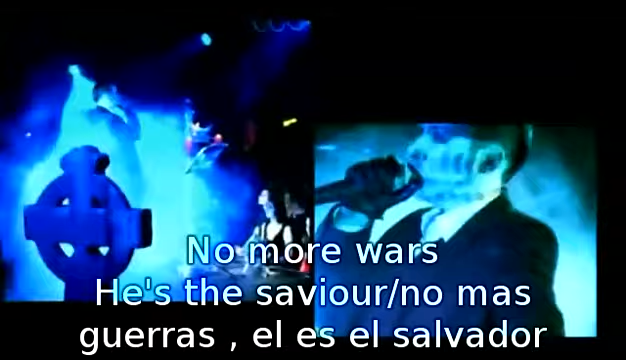 No more wars
He's the saviour/no mas
guerras , el es el salvador